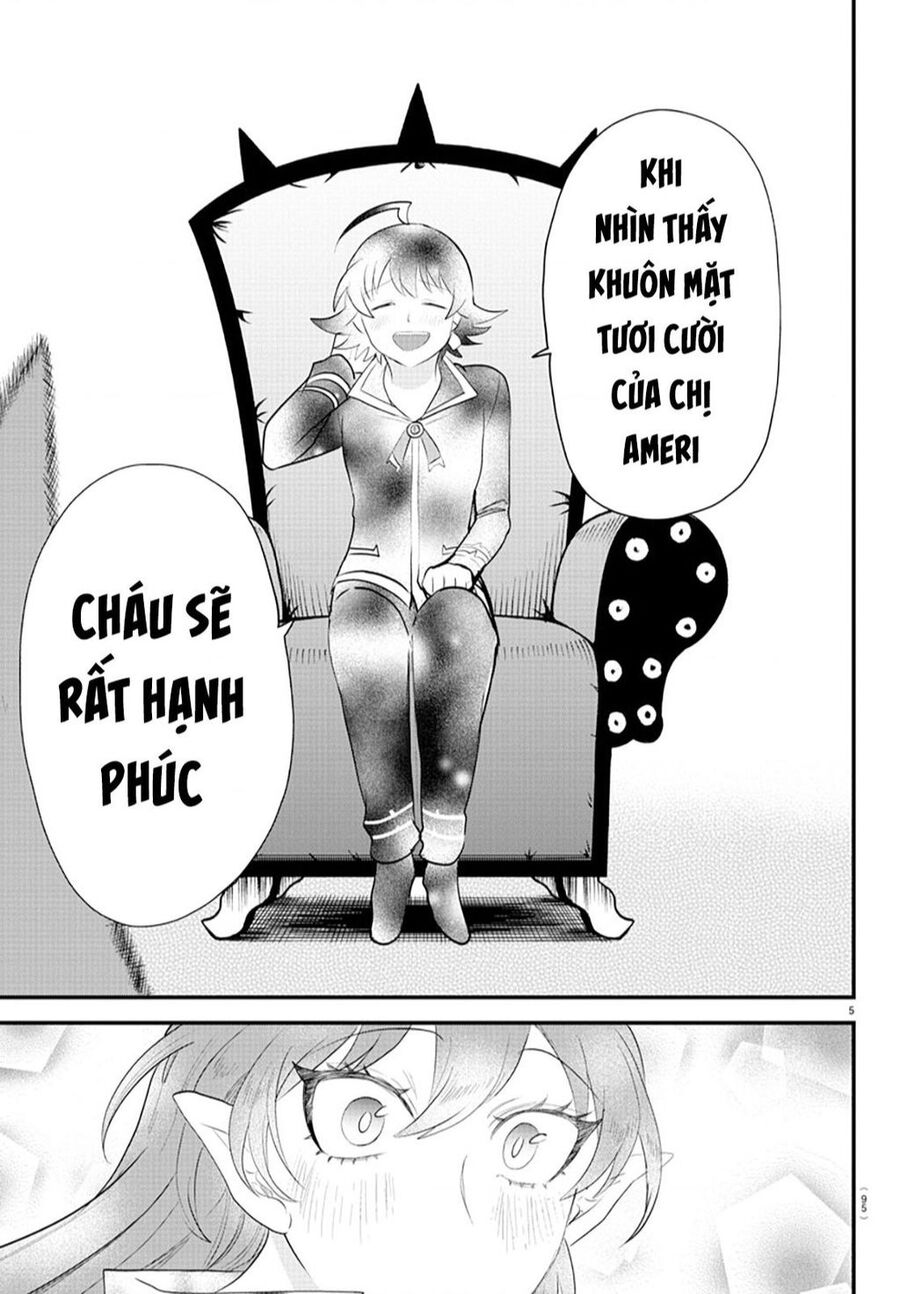 KHI
NHÌN THẤY
KHUÔN MẶT
TƯƠI CƯỜI
CỦA CHỊ
AMERI
CHÁU SẼ
RẤT HẠNH
PHÚC
5
(95)